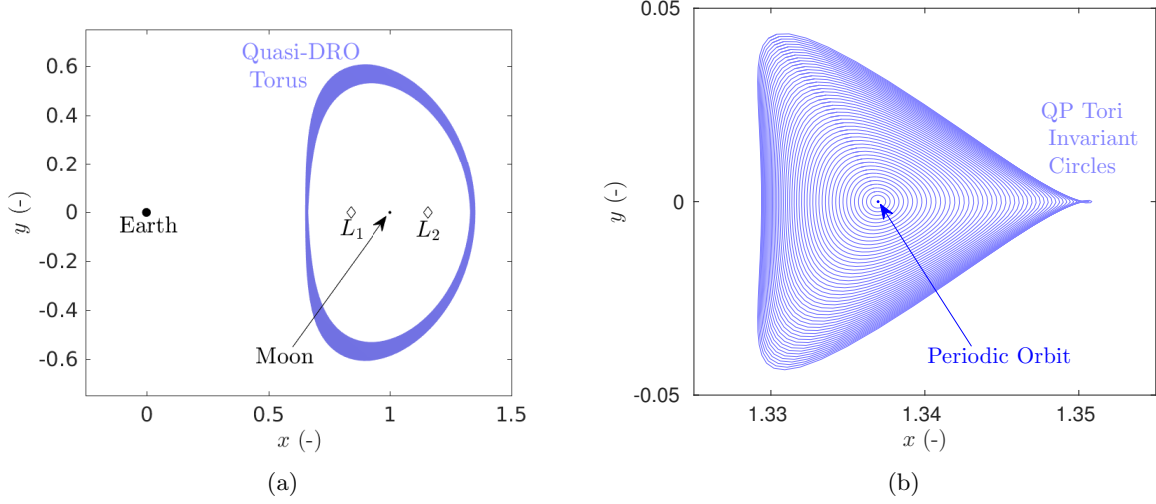 Quasi-DRO
Torus
0.6
0.4
0.2
0
-0.2
-0.4
-0.6
y (-)
Earth
L1
L2
Moon
0
0.5
1
1.5
x (-)
(a)
0.05
0
-0.05
y (-)
QP Tori
Invariant
Circles
Periodic Orbit
1.33
1.34
1.35
x (-)
(b)